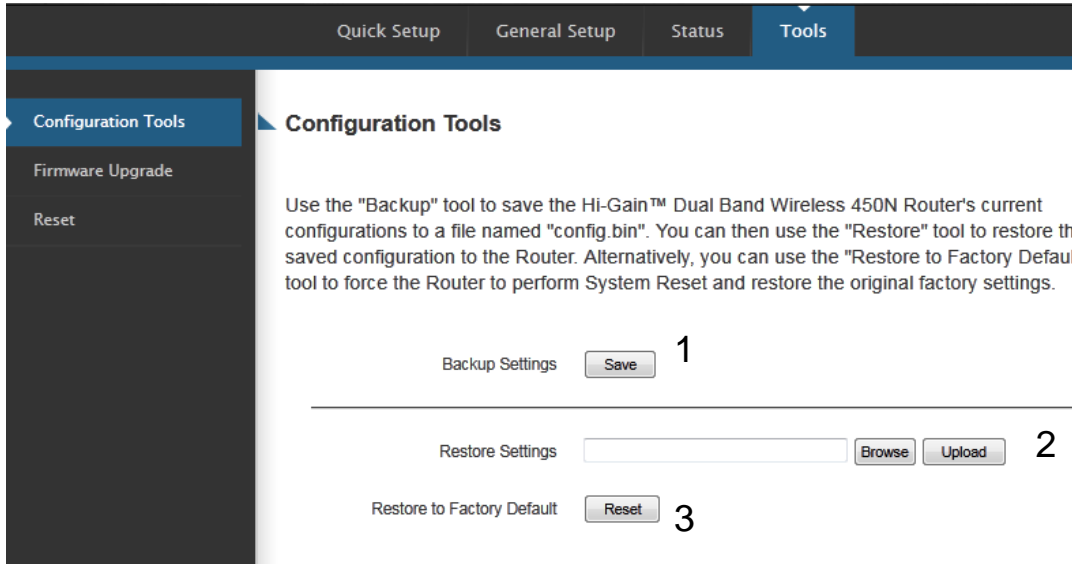 Quick Setup General Setup Status Tools
Configuration Tools
Firmware Upgrade
Reset
Configuration Tools
Use the "Backup" tool to save the Hi-Gain™ Dual Band Wireless 450N Router's current
configurations to a file named "config.bin". You can then use the "Restore" tool to restore
saved configuration to the Router. Alternatively, you can use the "Restore to Factory
tool to force the Router to perform System Reset and restore the original factory settings.
Backup Settings Save 1
Restore Settings Browse Upload 2
Restore to Factory Default Reset 3